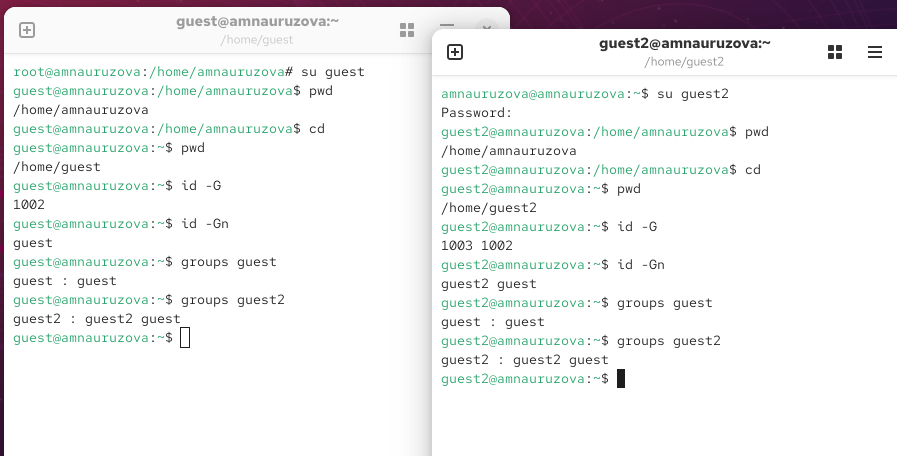 guest@amnauruzova:~
/home/guest
root@amnauruzova:/home/amnauruzova# su guest
guest@amnauruzova:/home/amnauruzova$ pwd
/home/amnauruzova
guest@amnauruzova:/home/amnauruzova$ cd
guest@amnauruzova:~$ pwd
/home/guest
guest@amnauruzova:~$ id -G
1002
guest@amnauruzova:~$ id -Gn
guest
guest@amnauruzova:~$ groups guest
guest : guest
guest@amnauruzova:~$ groups guest2
guest2 : guest2 guest
guest@amnauruzova:~$
guest2@amnauruzova:~
/home/guest2
amnauruzova@amnauruzova:~$ su guest2
Password:
guest2@amnauruzova:/home/amnauruzova$ pwd
/home/amnauruzova
guest2@amnauruzova:/home/amnauruzova$ cd
guest2@amnauruzova:~$ pwd
/home/guest2
guest2@amnauruzova:~$ id -G
1003 1002
guest2@amnauruzova:~$ id -Gn
guest2 guest
guest2@amnauruzova:~$ groups guest
guest : guest
guest2@amnauruzova:~$ groups guest2
guest2 : guest2 guest
guest2@amnauruzova:~$